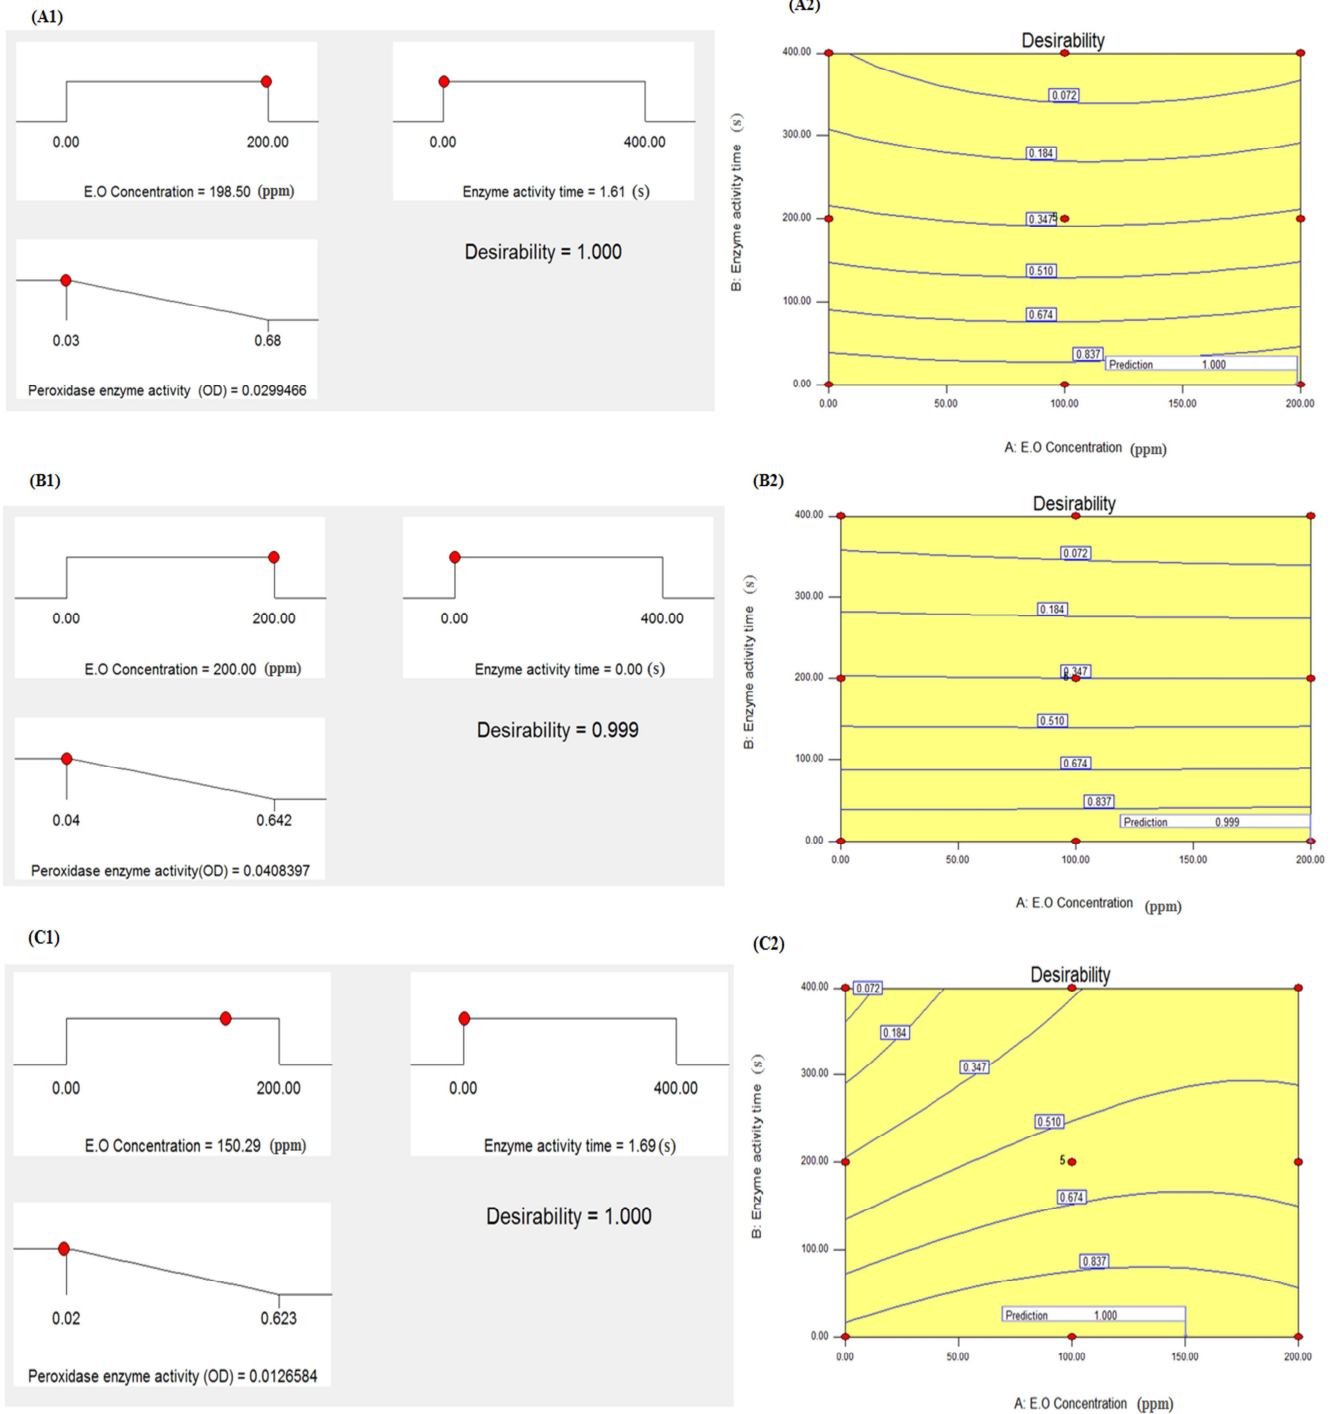 (A1)
0.00
200.00
E.O Concentration = 198.50 (ppm)
0.00
400.00
Enzyme activity time = 1.61 (s)
0.03
0.68
Peroxidase enzyme activity (OD) = 0.0299466
Desirability = 1.000
(A2)
Desirability
400.00
300.00
200.00
100.00
0.00
B: Enzyme activity time (s)
0.072
0.184
0.347
5
0.510
0.674
0.837
Prediction 1.000
0.00
50.00
100.00
150.00
200.00
A: E.O Concentration (ppm)
(B1)
0.00
200.00
E.O Concentration = 200.00 (ppm)
0.00
400.00
Enzyme activity time = 0.00 (s)
0.04
0.642
Peroxidase enzyme activity(OD) = 0.0408397
Desirability = 0.999
(B2)
Desirability
400.00
300.00
200.00
100.00
0.00
B: Enzyme activity time (s)
0.072
0.184
0.347
5
0.510
0.674
0.837
Prediction 0.999
0.00
50.00
100.00
150.00
200.00
A: E.O Concentration (ppm)
(C1)
0.00
200.00
E.O Concentration = 150.29 (ppm)
0.00
400.00
Enzyme activity time = 1.69 (s)
0.02
0.623
Peroxidase enzyme activity (OD) = 0.0126584
Desirability = 1.000
(C2)
Desirability
400.00
300.00
200.00
100.00
0.00
B: Enzyme activity time (s)
0.072
0.184
0.347
0.510
5
0.674
0.837
Prediction 1.000
0.00
50.00
100.00
150.00
200.00
A: E.O Concentration (ppm)